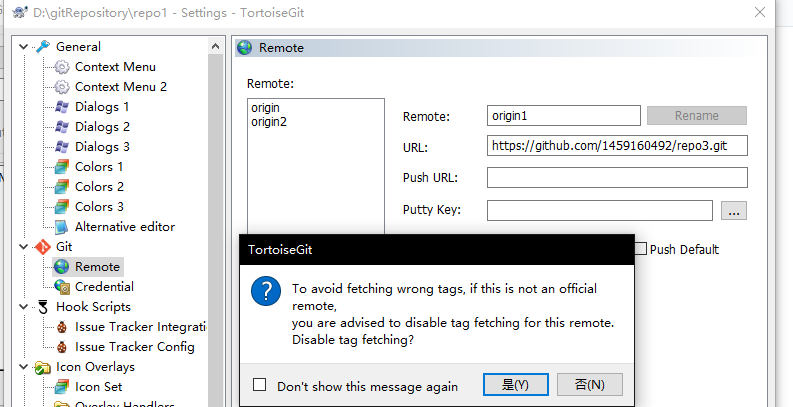 D:\gitRepository\repo1 - Settings - TortoiseGit
General
Context Menu
Context Menu 2
Dialogs 1
Dialogs 2
Dialogs 3
Colors 1
Colors 2
Colors 3
Alternative editor
Git
Remote
Credential
Hook Scripts
Issue Tracker Integratio
Issue Tracker Config
Icon Overlays
Icon Set
Overlay Handlers
Remote
Remote:
origin
origin2
Remote: origin1 Rename
URL: https://github.com/1459160492/repo3.git
Push URL:
Putty Key: ...
Push Default
TortoiseGit
To avoid fetching wrong tags, if this is not an official
remote,
you are advised to disable tag fetching for this remote.
Disable tag fetching?
Don't show this message again 是(Y) 否(N)